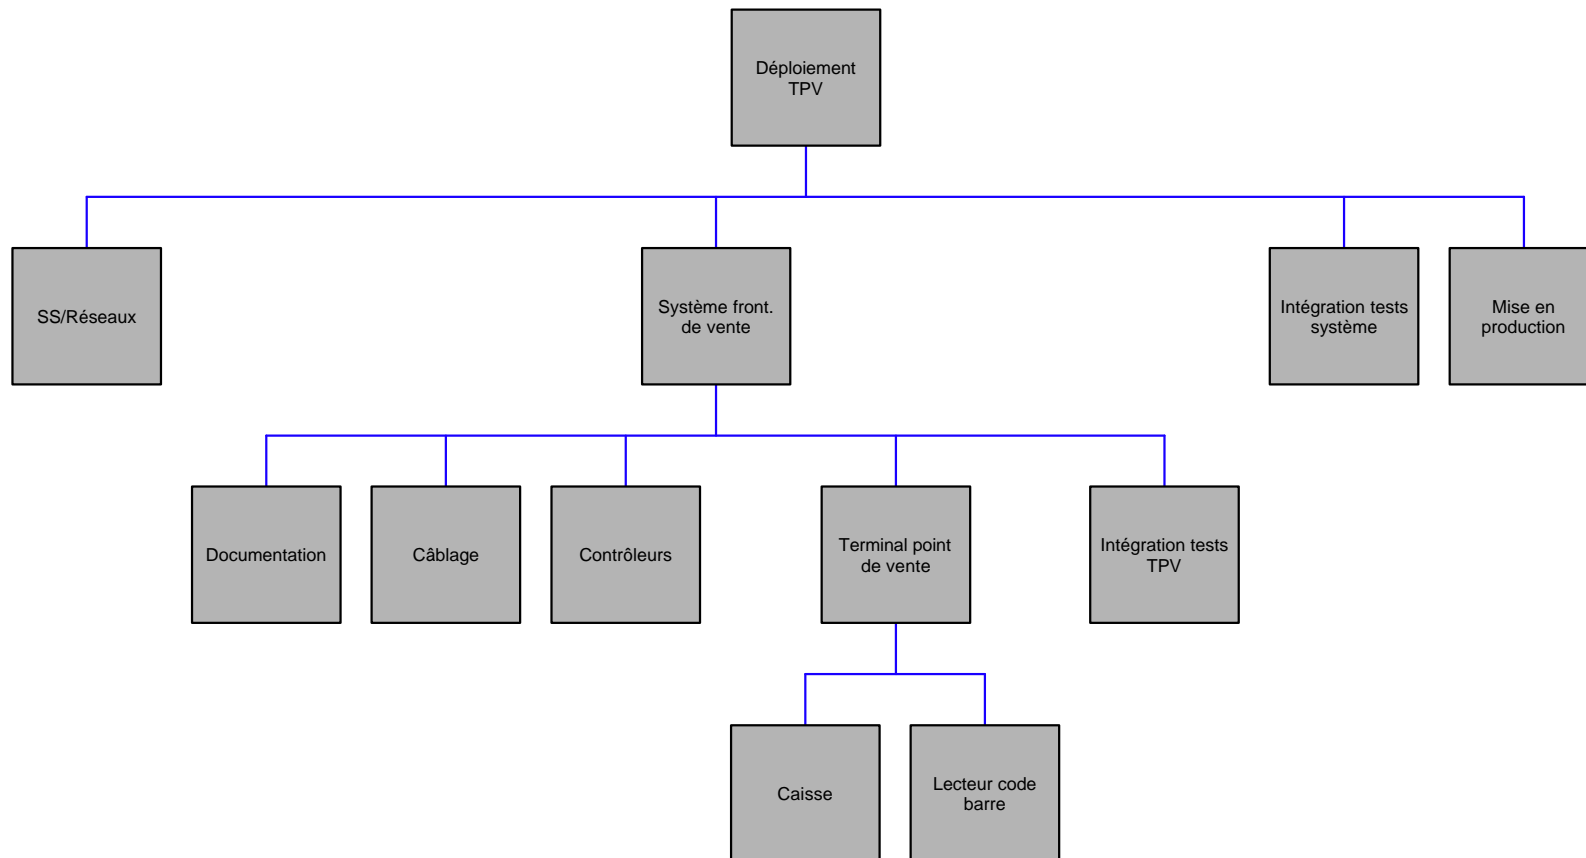 Déploiement
TPV
SS/Réseaux
Système front.
de vente
Intégration tests
système
Mise en
production
Documentation
Câblage
Contrôleurs
Terminal point
de vente
Intégration tests
TPV
Caisse
Lecteur code
barre